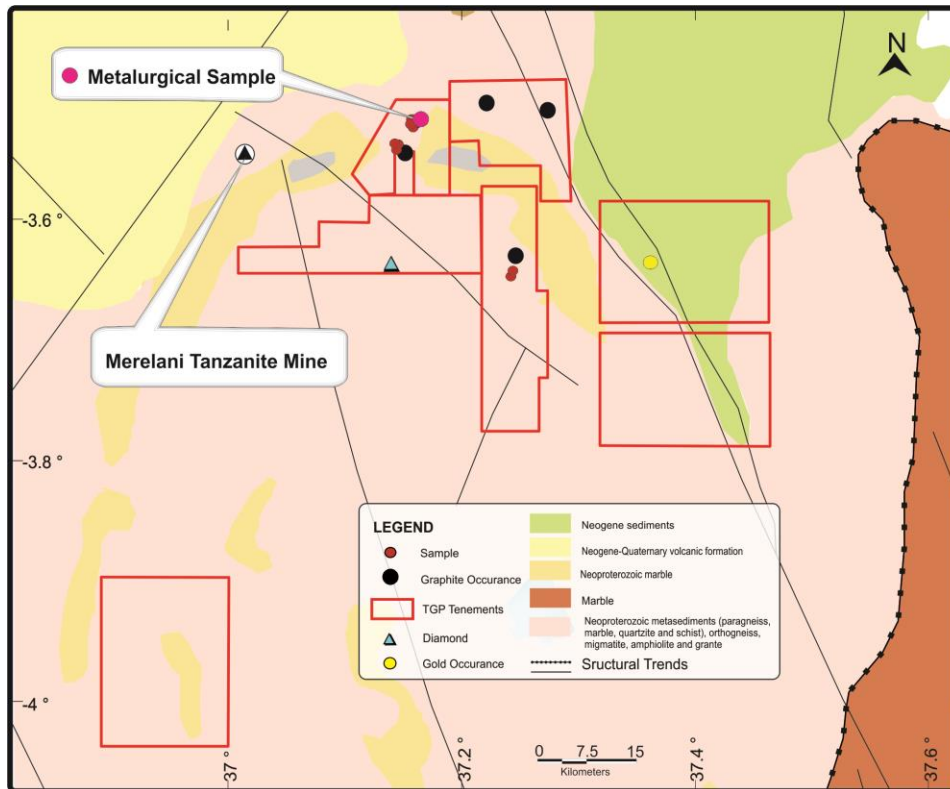 N
Metalurgical Sample
-3.6 °
Merelani Tanzanite Mine
-3.8 °
LEGEND
Sample
Graphite Occurance
TGP Tenements
Diamond
Gold Occurance
Neogene sediments
Neogene-Quaternary volcanic formation
Neoproterozoic marble
Marble
Neoproterozoic metasediments (paragneiss,
marble, quartzite and schist), orthogneiss,
migmatite, amphiolite and grante
Sructural Trends
-4 °
37 °
37.2 °
0 7.5 15
Kilometers
37.4 °
37.6 °